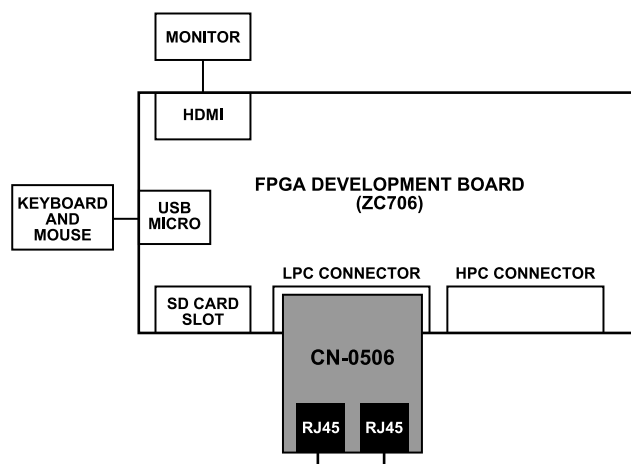 MONITOR
HDMI
FPGA DEVELOPMENT BOARD
(ZC706)
KEYBOARD
AND
MOUSE
USB
MICRO
LPC CONNECTOR
HPC CONNECTOR
SD CARD
SLOT
CN-0506
RJ45
RJ45